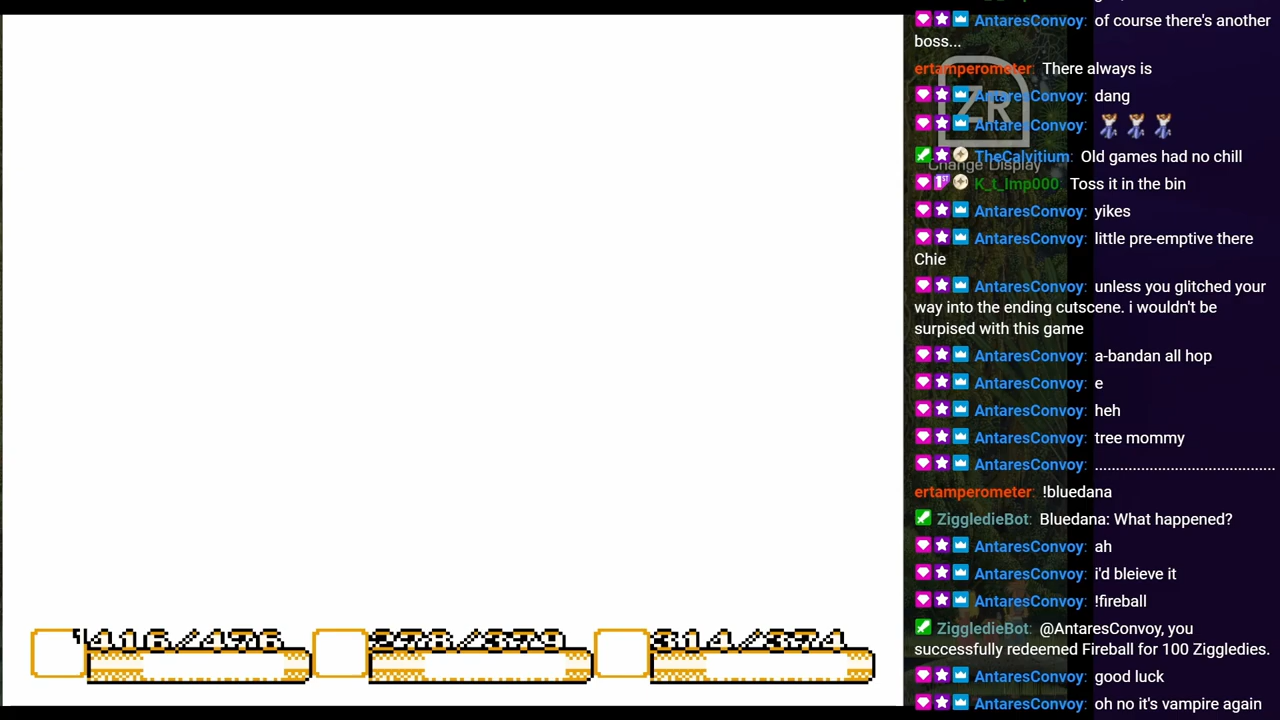 AntaresConvoy: of course there's another
boss...
ertamperometer: There always is
AntaresConvoy: dang
ZR
AntaresConvoy:
Change Display
TheCalvitium: Old games had no chill
1ST K_t_Imp000: Toss it in the bin
AntaresConvoy: yikes
AntaresConvoy: little pre-emptive there
Chie
AntaresConvoy: unless you glitched your
way into the ending cutscene. i wouldn't be
surpised with this game
AntaresConvoy: a-bandan all hop
AntaresConvoy: e
AntaresConvoy: heh
AntaresConvoy: tree mommy
AntaresConvoy: ...........................................
ertamperometer: !bluedana
ZiggledieBot: Bluedana: What happened?
AntaresConvoy: ah
AntaresConvoy: i'd bleieve it
AntaresConvoy: !fireball
ZiggledieBot: @AntaresConvoy, you
successfully redeemed Fireball for 100 Ziggledies.
AntaresConvoy: good luck
AntaresConvoy: oh no it's vampire again